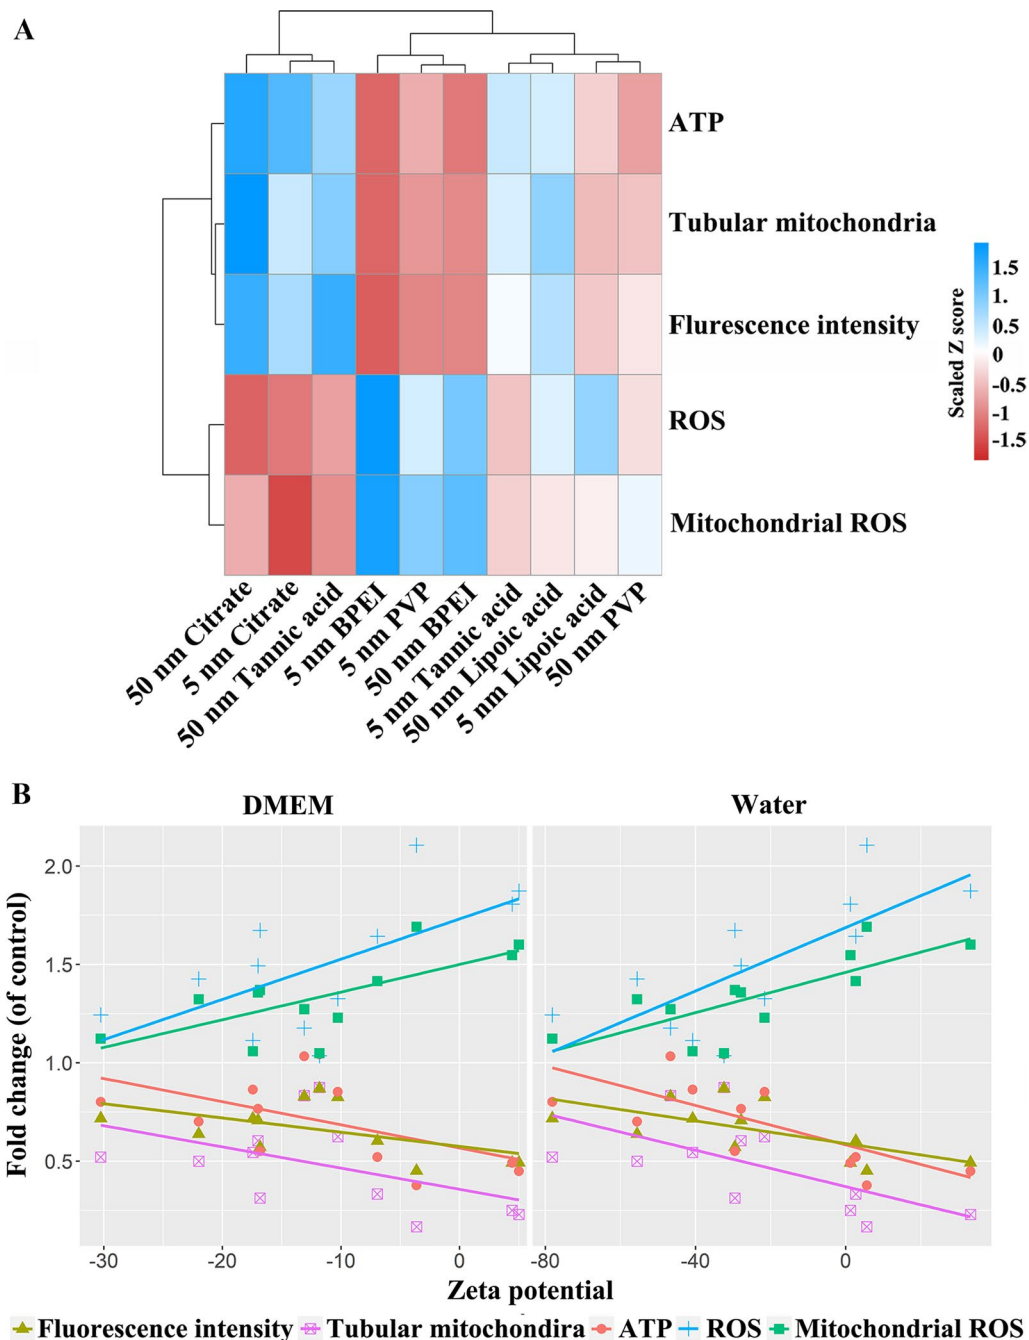 A
ATP
Tubular mitochondria
Flurescence intensity
ROS
Mitochondrial ROS
Scaled Z score
1.5
1.
0.5
0
-0.5
-1
-1.5
50 nm Citrate
5 nm Citrate
50 nm Tannic acid
5 nm BPEI
5 nm PVP
50 nm BPEI
5 nm Tannic acid
50 nm Lipoic acid
5 nm Lipoic acid
50 nm PVP
B
DMEM
Water
Fold change (of control)
2.0
1.5
1.0
0.5
-30
-20
-10
0
-80
-40
0
Zeta potential
Fluorescence intensity
Tubular mitochondira
ATP
ROS
Mitochondrial ROS